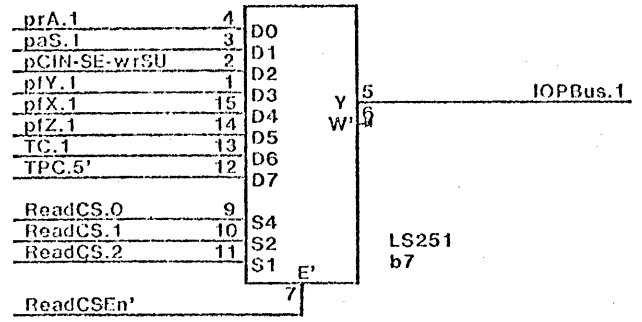 prA.1 4 D0
paS.1 3 D1
pCIN-SE-wrSU 2 D2
pfY.1 1 D3
pfX.1 15 D4
pfZ.1 14 D5
TC.1 13 D6
TPC.5' 12 D7
Y 5 IOPBus.1
W' 6
ReadCS.0 9 S4
ReadCS.1 10 S2
ReadCS.2 11 S1
LS251
b7
E'
7
ReadCSEn'